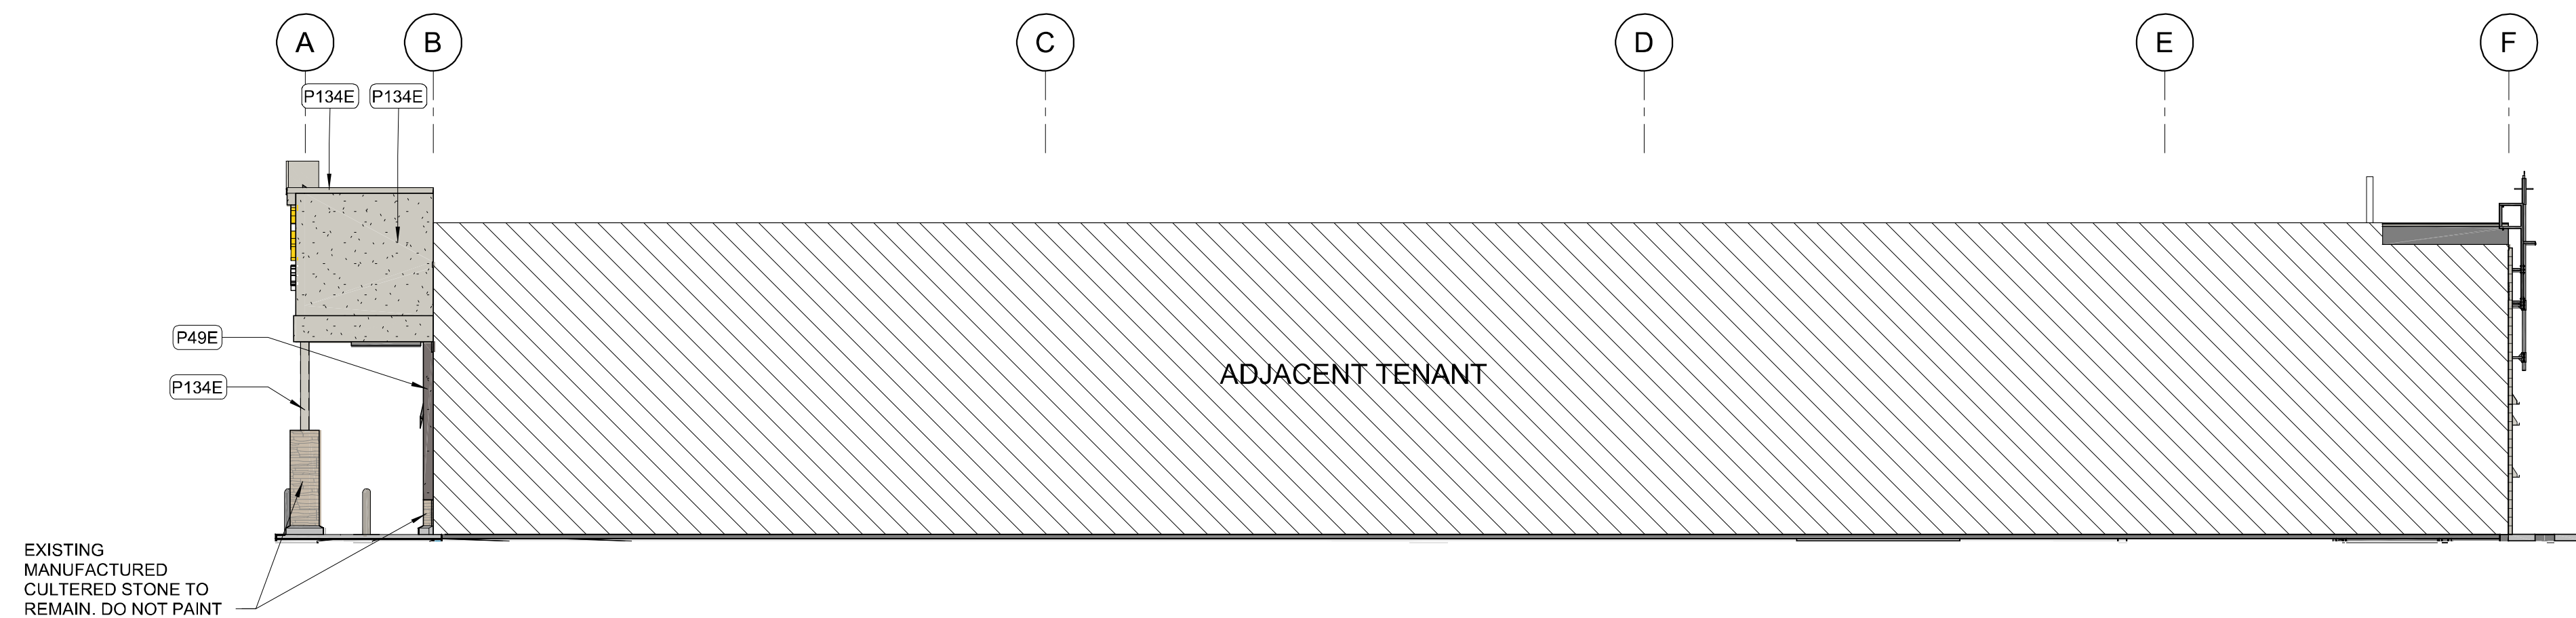 A
B
C
D
E
F
P134E
P134E
P49E
P134E
ADJACENT TENANT
EXISTING
MANUFACTURED
CULTERED STONE TO
REMAIN. DO NOT PAINT